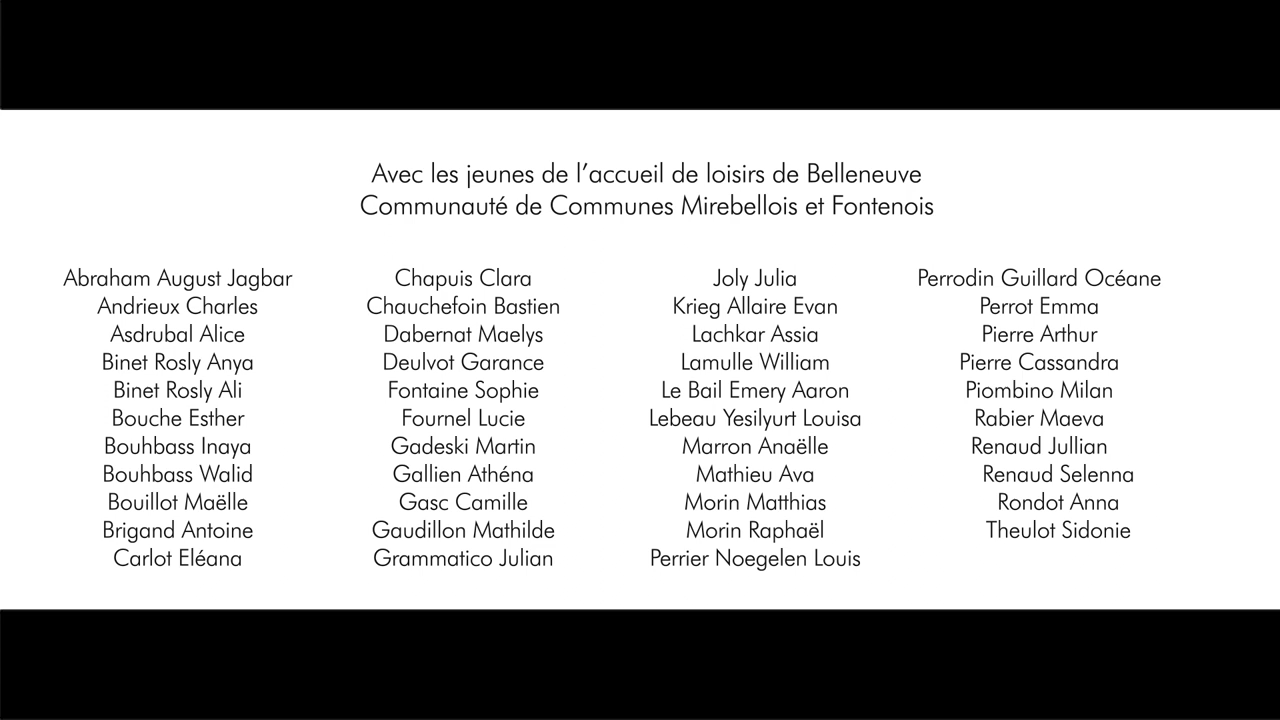 Avec les jeunes de l'accueil de loisirs de Belleneuve
Communauté de Communes Mirebellois et Fontenois
Abraham August Jagbar
Andrieux Charles
Asdrubal Alice
Binet Rosly Anya
Binet Rosly Ali
Bouche Esther
Bouhbass Inaya
Bouhbass Walid
Bouillot Maëlle
Brigand Antoine
Carlot Eléana
Chapuis Clara
Chauchefoin Bastien
Dabernat Maelys
Deulvot Garance
Fontaine Sophie
Fournel Lucie
Gadeski Martin
Gallien Athéna
Gasc Camille
Gaudillon Mathilde
Grammatico Julian
Joly Julia
Krieg Allaire Evan
Lachkar Assia
Lamulle William
Le Bail Emery Aaron
Lebeau Yesilyurt Louisa
Marron Anaëlle
Mathieu Ava
Morin Matthias
Morin Raphaël
Perrier Noegelen Louis
Perrodin Guillard Océane
Perrot Emma
Pierre Arthur
Pierre Cassandra
Piombino Milan
Rabier Maeva
Renaud Jullian
Renaud Selenna
Rondot Anna
Theulot Sidonie